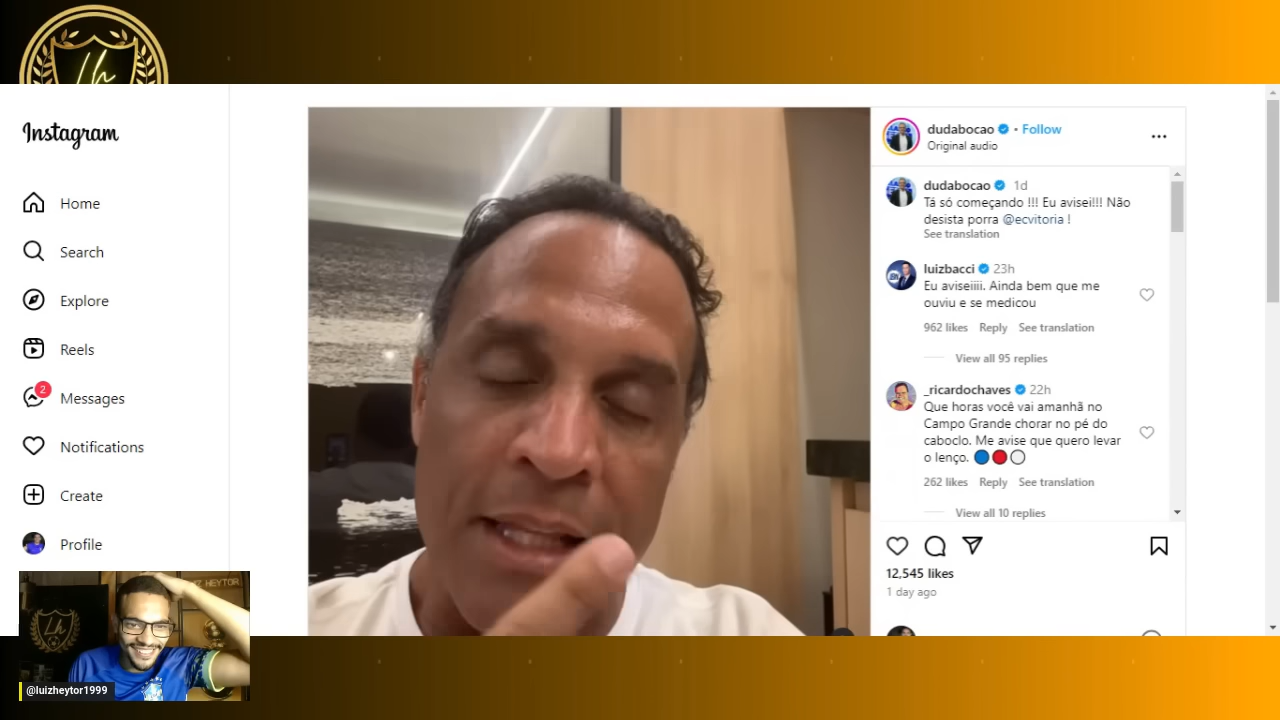 Lh
Instagram
Home
Search
Explore
Reels
2
Messages
Notifications
Create
Profile
dudabocao • Follow
Original audio
dudabocao 1d
Tá só começando !!! Eu avisei!!! Não
desista porra @ecvitoria !
See translation
luizbacci 23h
Eu aviseiiii. Ainda bem que me
ouviu e se medicou
962 likes Reply See translation
View all 95 replies
_ricardochaves 22h
Que horas você vai amanhã no
Campo Grande chorar no pé do
caboclo. Me avise que quero levar
o lenço. 🔵🔴⚪
262 likes Reply See translation
View all 10 replies
12,545 likes
1 day ago
IZ HEYTOR
Lh
@luizheytor1999